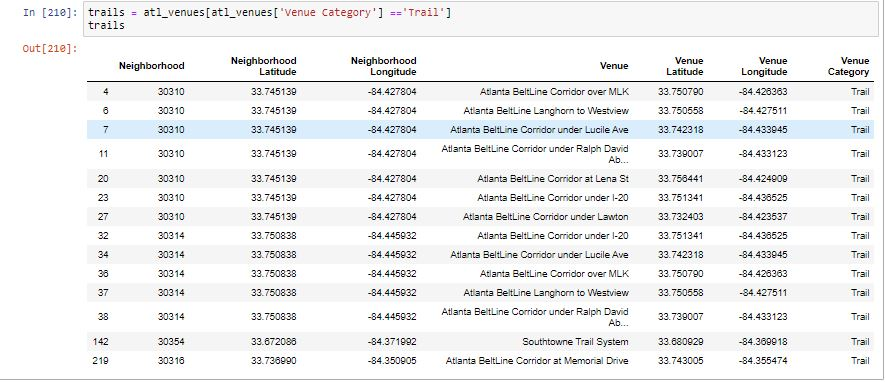 In [210]: trails = atl_venues[atl_venues['Venue Category'] =='Trail']
trails
Out[210]:
Neighborhood Neighborhood Latitude Neighborhood Longitude Venue Venue Latitude Venue Longitude Venue Category
4 30310 33.745139 -84.427804 Atlanta BeltLine Corridor over MLK 33.750790 -84.426363 Trail
6 30310 33.745139 -84.427804 Atlanta BeltLine Langhorn to Westview 33.750558 -84.427511 Trail
7 30310 33.745139 -84.427804 Atlanta BeltLine Corridor under Lucile Ave 33.742318 -84.433945 Trail
11 30310 33.745139 -84.427804 Atlanta BeltLine Corridor under Ralph David Ab... 33.739007 -84.433123 Trail
20 30310 33.745139 -84.427804 Atlanta BeltLine Corridor at Lena St 33.756441 -84.424909 Trail
23 30310 33.745139 -84.427804 Atlanta BeltLine Corridor under I-20 33.751341 -84.436525 Trail
27 30310 33.745139 -84.427804 Atlanta BeltLine Corridor under Lawton 33.732403 -84.423537 Trail
32 30314 33.750838 -84.445932 Atlanta BeltLine Corridor under I-20 33.751341 -84.436525 Trail
34 30314 33.750838 -84.445932 Atlanta BeltLine Corridor under Lucile Ave 33.742318 -84.433945 Trail
36 30314 33.750838 -84.445932 Atlanta BeltLine Corridor over MLK 33.750790 -84.426363 Trail
37 30314 33.750838 -84.445932 Atlanta BeltLine Langhorn to Westview 33.750558 -84.427511 Trail
38 30314 33.750838 -84.445932 Atlanta BeltLine Corridor under Ralph David Ab... 33.739007 -84.433123 Trail
142 30354 33.672086 -84.371992 Southtowne Trail System 33.680929 -84.369918 Trail
219 30316 33.736990 -84.350905 Atlanta BeltLine Corridor at Memorial Drive 33.743005 -84.355474 Trail